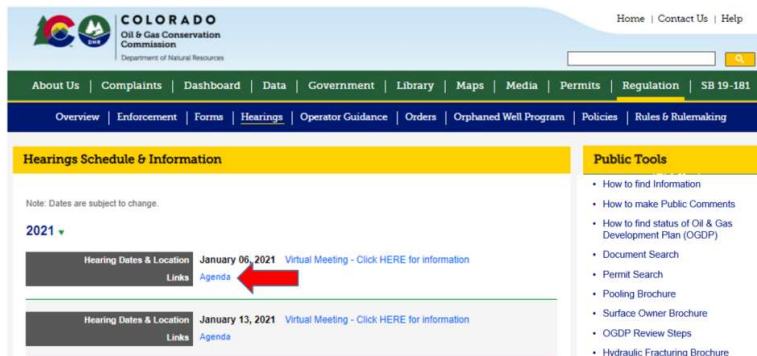 COLORADO
Oil & Gas Conservation
Commission
Department of Natural Resources
DNR
Home | Contact Us | Help
About Us | Complaints | Dashboard | Data | Government | Library | Maps | Media | Permits | Regulation | SB 19-181
Overview | Enforcement | Forms | Hearings | Operator Guidance | Orders | Orphaned Well Program | Policies | Rules & Rulemaking
Hearings Schedule & Information
Note: Dates are subject to change.
2021
Hearing Dates & Location January 06, 2021 Virtual Meeting - Click HERE for information
Links Agenda
Hearing Dates & Location January 13, 2021 Virtual Meeting - Click HERE for information
Links Agenda
Public Tools
• How to find Information
• How to make Public Comments
• How to find status of Oil & Gas
Development Plan (OGDP)
• Document Search
• Permit Search
• Pooling Brochure
• Surface Owner Brochure
• OGDP Review Steps
• Hydraulic Fracturing Brochure